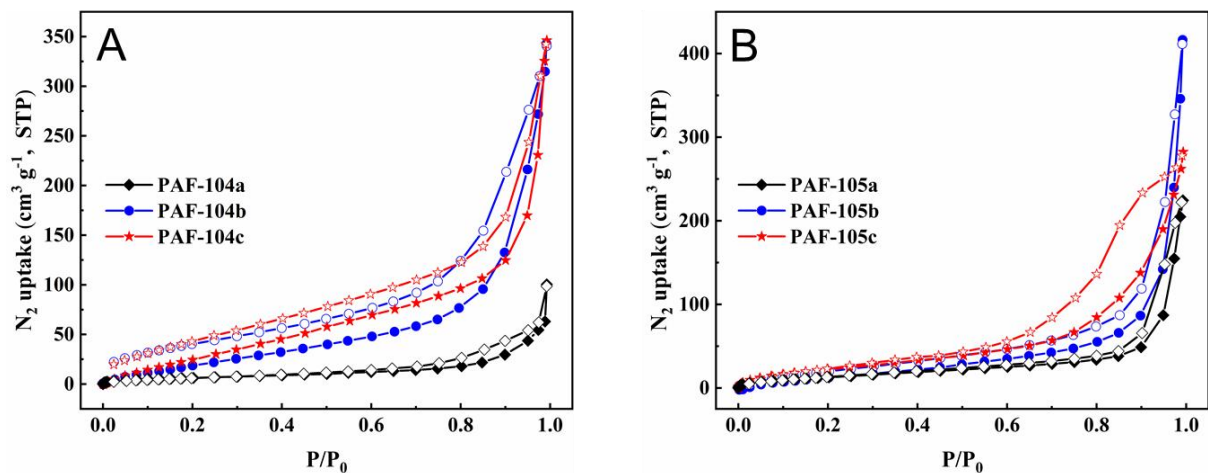 A
N₂ uptake ((cm³ g⁻¹, STP)
350
300
250
200
150
100
50
0
PAF-104a
PAF-104b
PAF-104c
0.0 0.2 0.4 0.6 0.8 1.0
P/P₀
B
N₂ uptake (cm³ g⁻¹, STP)
400
300
200
100
0
PAF-105a
PAF-105b
PAF-105c
0.0 0.2 0.4 0.6 0.8 1.0
P/P₀